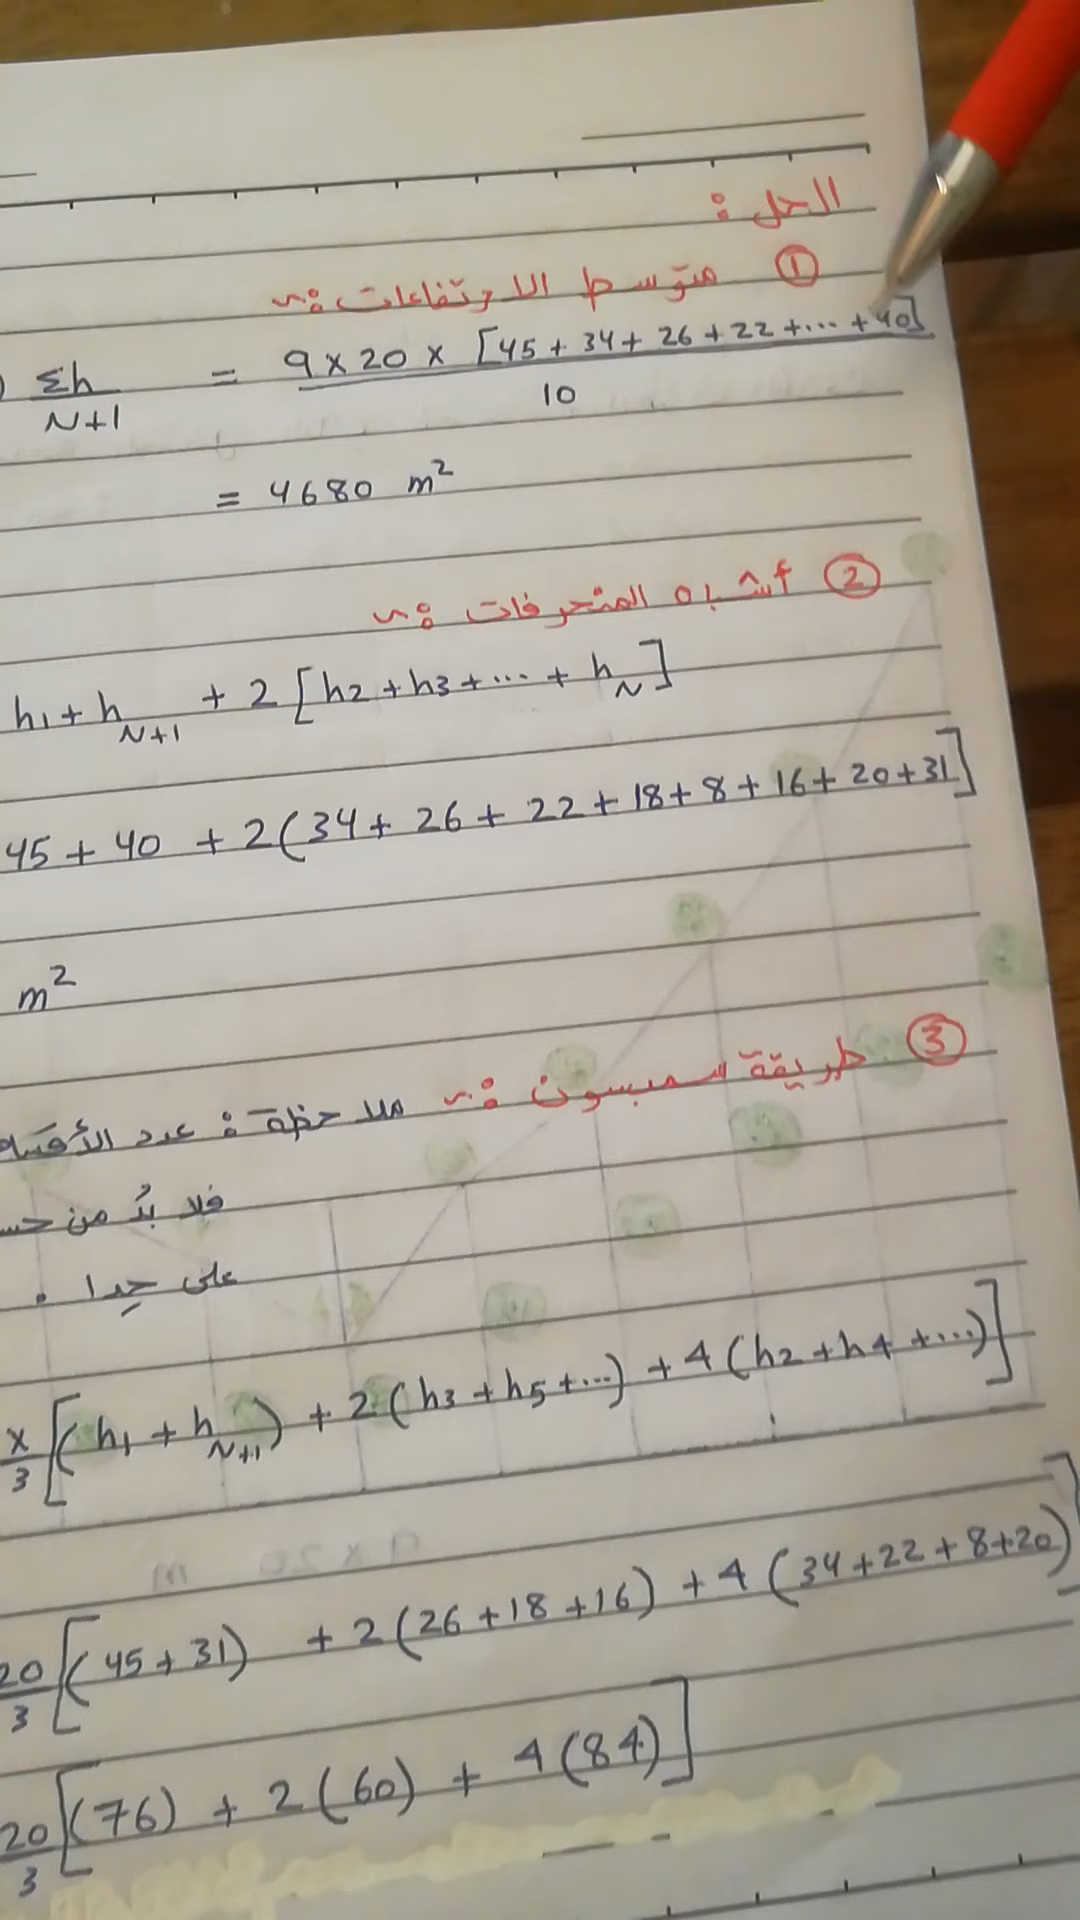 الحل :
① متوسط الارتفاعات :~
) Σh / N+1 = 9 × 20 × [45 + 34 + 26 + 22 + ... + 40] / 10
= 4680 m²
② أشباه المنحرفات :~
h1 + h N+1 + 2 [h2 + h3 + ... + h N]
45 + 40 + 2(34 + 26 + 22 + 18 + 8 + 16 + 20 + 31]
m²
③ طريقة سمبسون :~ ملاحظة : عدد
فلا بدُ من
على جدا .
x/3 [(h1 + h N+1) + 2(h3 + h5 + ...) + 4(h2 + h4 + ...)]
20/3 [(45 + 31) + 2(26 + 18 + 16) + 4(34 + 22 + 8 + 20)]
20/3 [(76) + 2(60) + 4(84)]